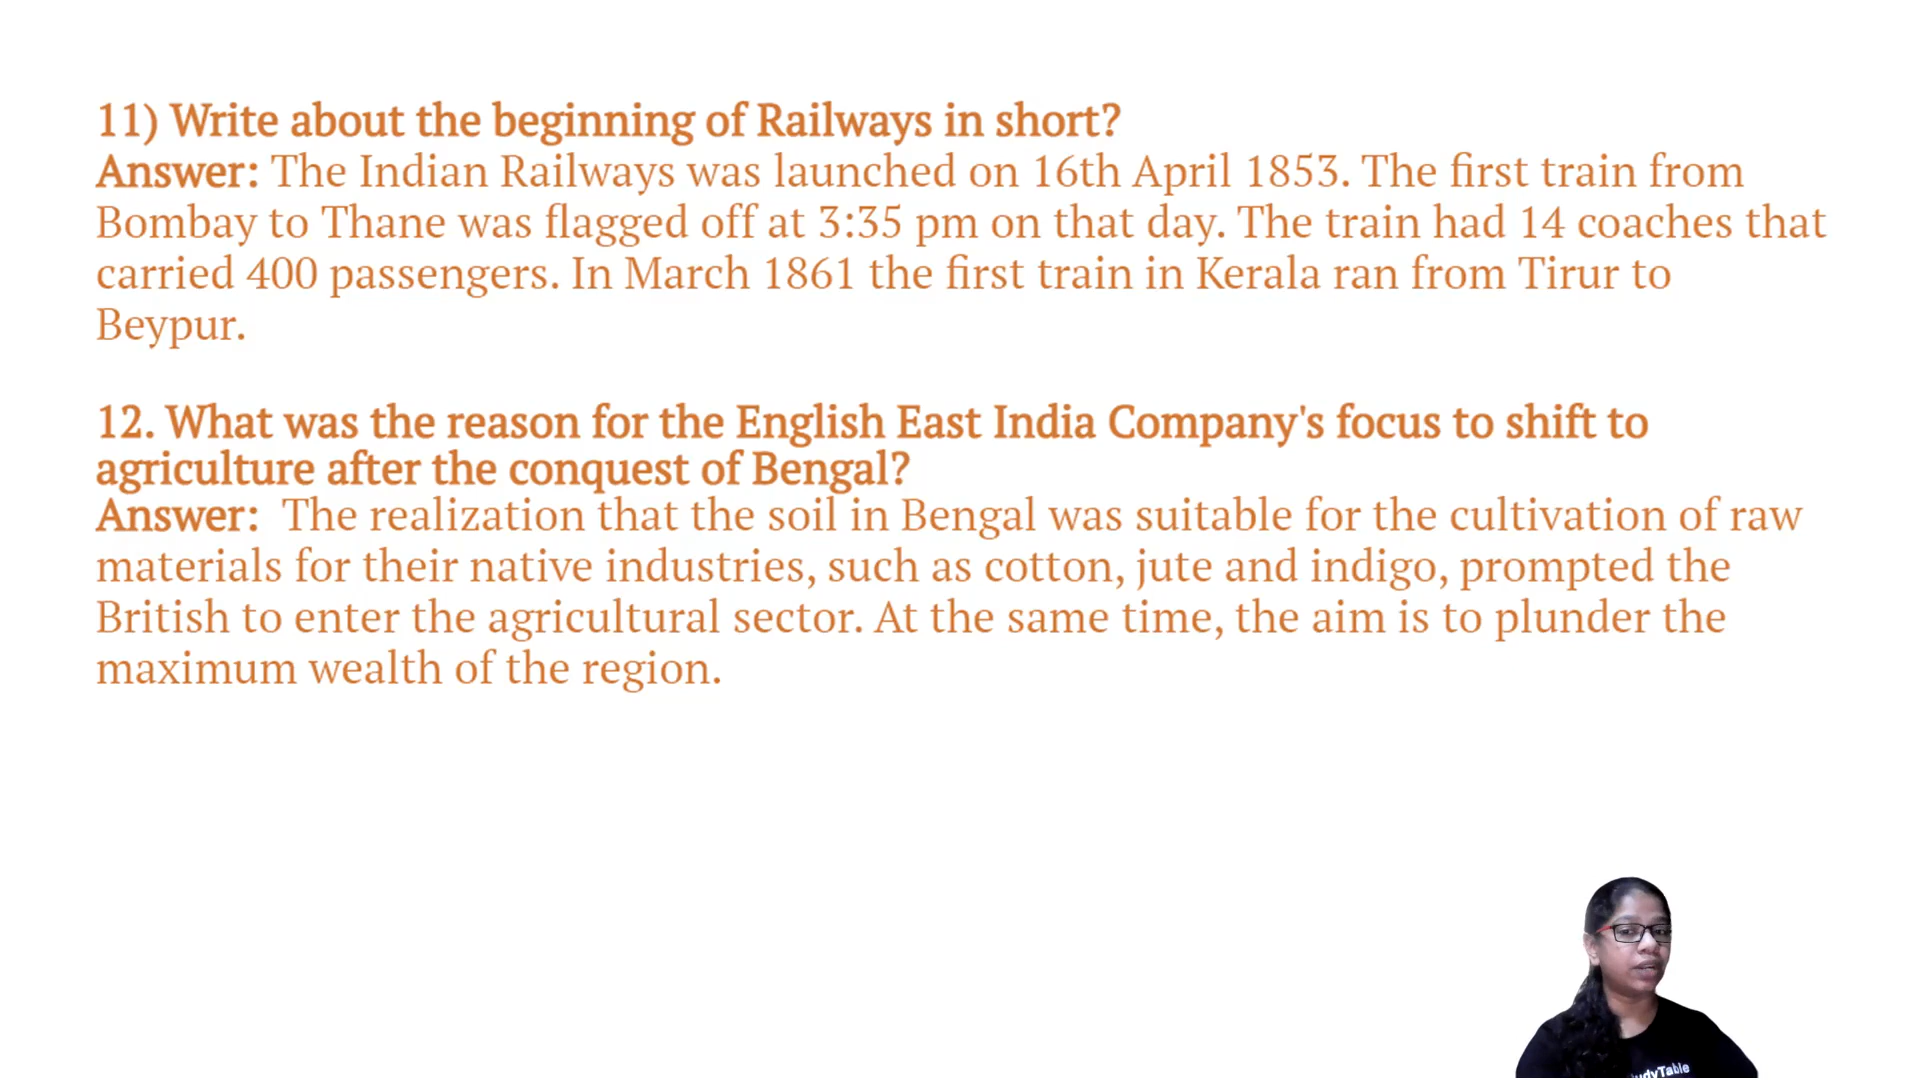 11) Write about the beginning of Railways in short?
Answer: The Indian Railways was launched on 16th April 1853. The first train from
Bombay to Thane was flagged off at 3:35 pm on that day. The train had 14 coaches that
carried 400 passengers. In March 1861 the first train in Kerala ran from Tirur to
Beypur.
12. What was the reason for the English East India Company's focus to shift to
agriculture after the conquest of Bengal?
Answer: The realization that the soil in Bengal was suitable for the cultivation of raw
materials for their native industries, such as cotton, jute and indigo, prompted the
British to enter the agricultural sector. At the same time, the aim is to plunder the
maximum wealth of the region.